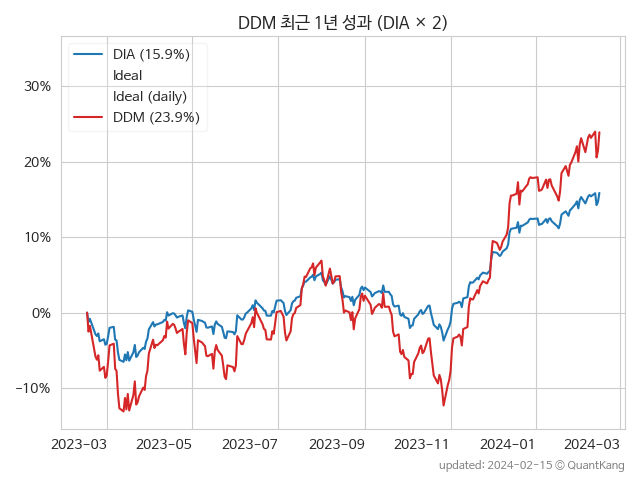 DDM 최근 1년 성과 (DIA × 2)
DIA (15.9%)
Ideal
Ideal (daily)
DDM (23.9%)
30%
20%
10%
0%
−10%
2023−03 2023−05 2023−07 2023−09 2023−11 2024−01 2024−03
updated: 2024-02-15 © QuantKang